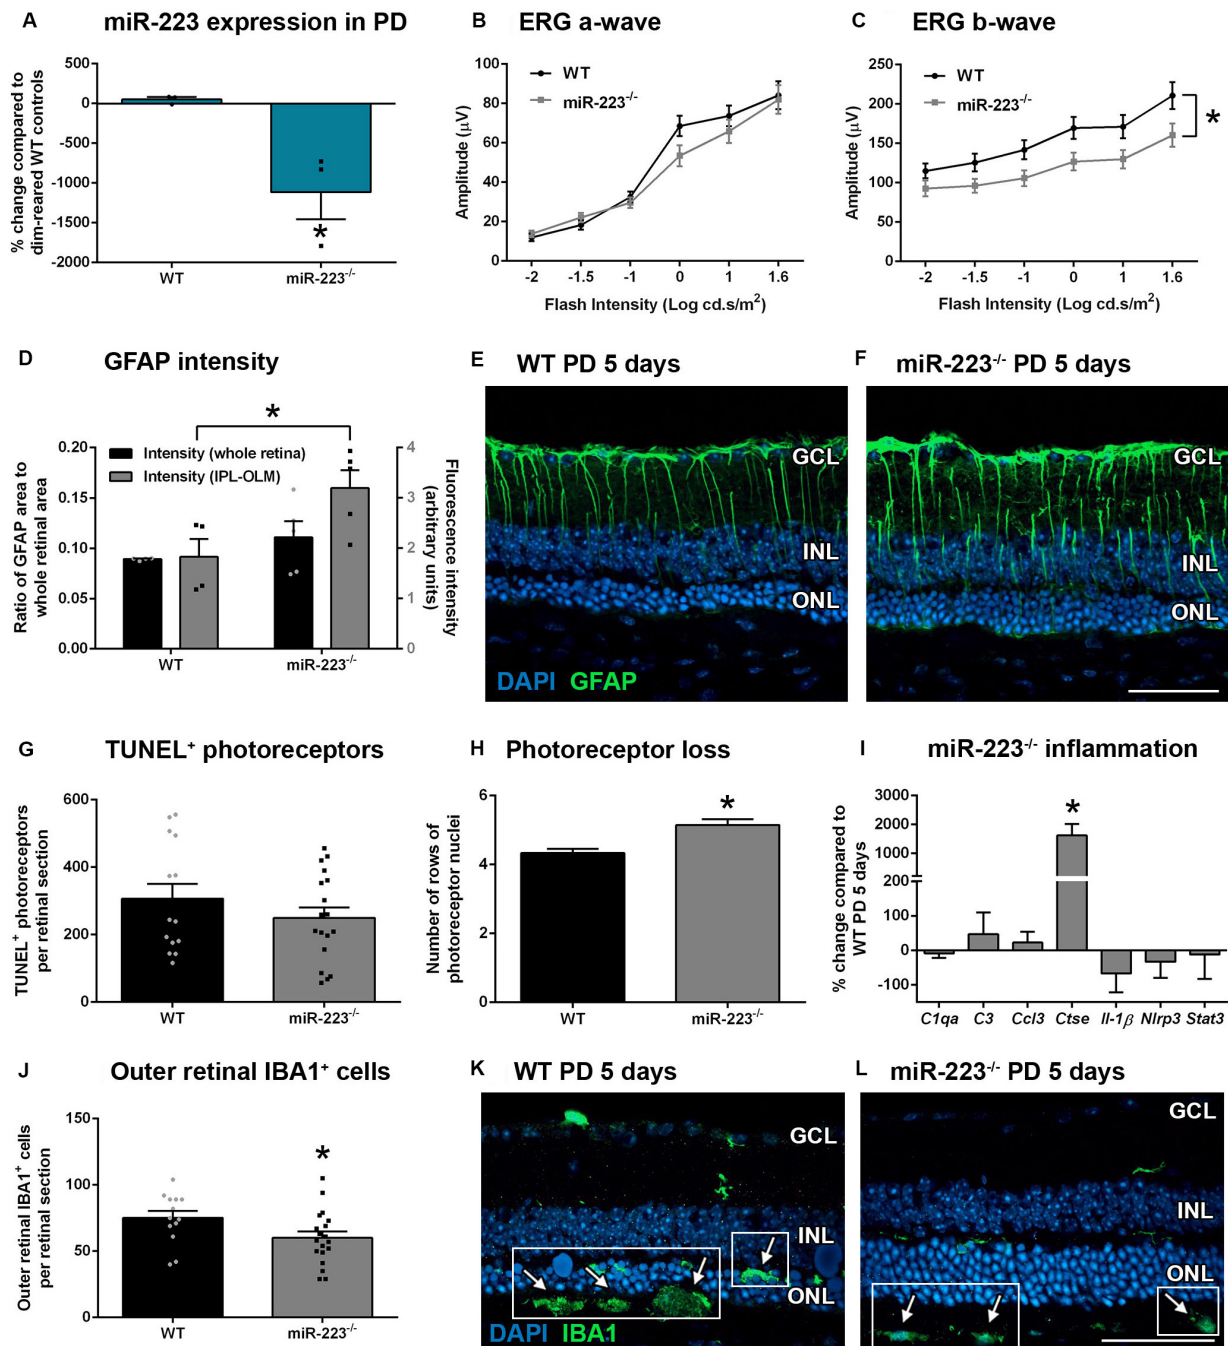 A miR-223 expression in PD
% change compared to
dim-reared WT controls
500
0
-500
-1000
-1500
-2000
*
WT miR-223-/-
B ERG a-wave
Amplitude (µV)
100
80
60
40
20
0
WT
miR-223-/-
-2 -1.5 -1 0 1 1.6
Flash Intensity (Log cd.s/m2)
C ERG b-wave
Amplitude (µV)
250
200
150
100
50
0
WT
miR-223-/-
*
-2 -1.5 -1 0 1 1.6
Flash Intensity (Log cd.s/m2)
D GFAP intensity
*
Ratio of GFAP area to
whole retinal area
0.20
0.15
0.10
0.05
0.00
Intensity (whole retina)
Intensity (IPL-OLM)
4
3
2
1
0
Fluorescence intensity
(arbitrary units)
WT miR-223-/-
E WT PD 5 days
GCL
INL
ONL
DAPI GFAP
F miR-223-/- PD 5 days
GCL
INL
ONL
G TUNEL+ photoreceptors
TUNEL+ photoreceptors
per retinal section
600
400
200
0
WT miR-223-/-
H Photoreceptor loss
Number of rows of
photoreceptor nuclei
6
4
2
0
*
WT miR-223-/-
I miR-223-/- inflammation
% change compared to
WT PD 5 days
3000
2000
1000
200
100
0
-100
*
C1qa C3 Ccl3 Ctse Il-1β Nlrp3 Stat3
J Outer retinal IBA1+ cells
Outer retinal IBA1+ cells
per retinal section
150
100
50
0
*
WT miR-223-/-
K WT PD 5 days
GCL
INL
ONL
DAPI IBA1
L miR-223-/- PD 5 days
GCL
INL
ONL